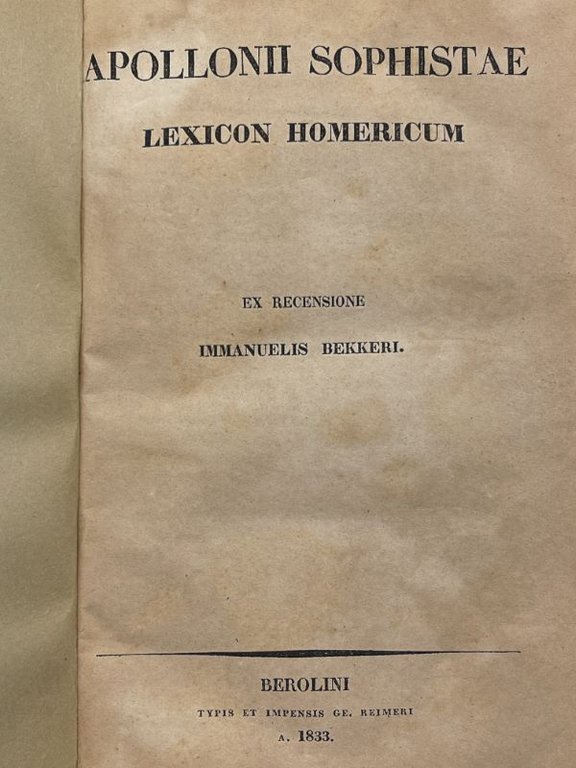 APOLLONII SOPHISTAE
LEXICON HOMERICUM
EX RECENSIONE
IMMANUELIS BEKKERI.
BEROLINI
TYPIS ET IMPENSIS GE. REIMERI
A. 1833.